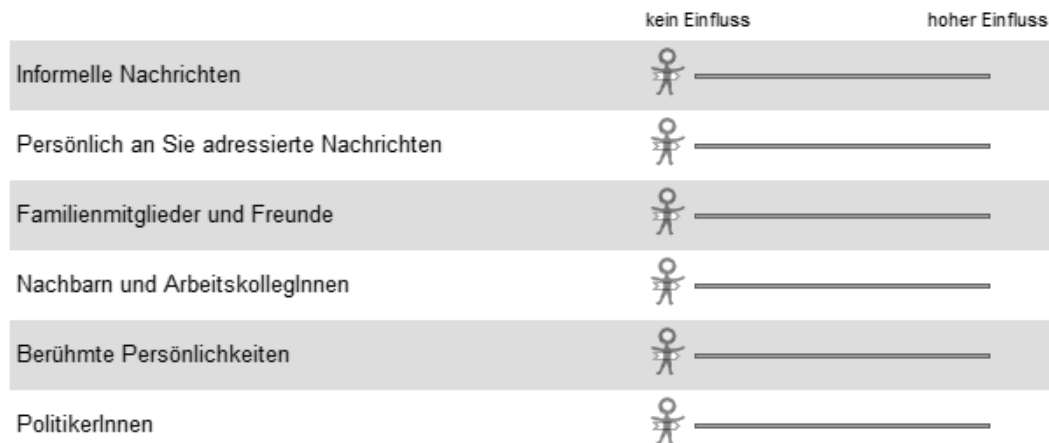 kein Einfluss hoher Einfluss
Informelle Nachrichten
Persönlich an Sie adressierte Nachrichten
Familienmitglieder und Freunde
Nachbarn und ArbeitskollegInnen
Berühmte Persönlichkeiten
PolitikerInnen